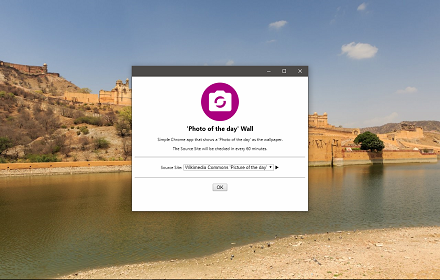 'Photo of the day' Wall
Simple Chrome app that shows a 'Photo of the day' as the wallpaper.
The Source Site will be checked in every 60 minutes.
Source Site: Wikimedia Commons 'Picture of the day'
OK